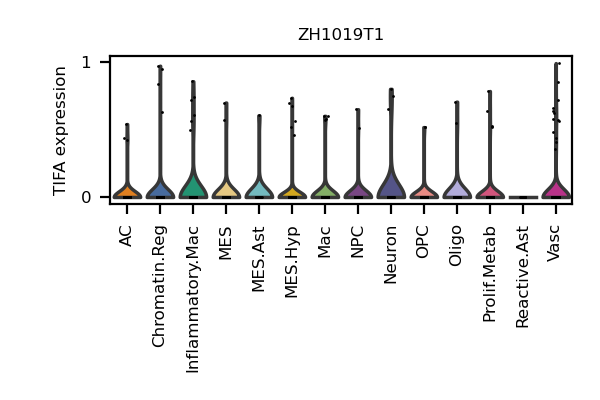 ZH1019T1
TIFA expression
1
0
AC
Chromatin.Reg
Inflammatory.Mac
MES
MES.Ast
MES.Hyp
Mac
NPC
Neuron
OPC
Oligo
Prolif.Metab
Reactive.Ast
Vasc